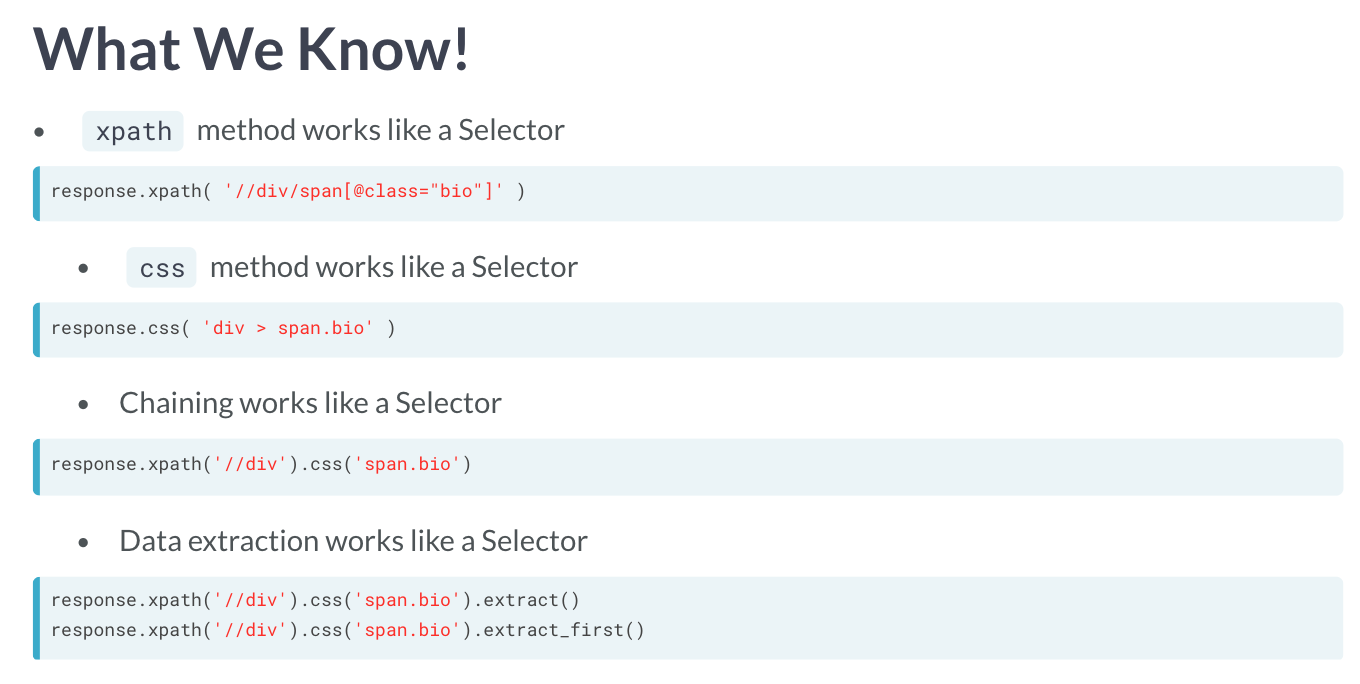 What We Know!
• xpath method works like a Selector
response.xpath( '//div/span[@class="bio"]' )
• css method works like a Selector
response.css( 'div > span.bio' )
• Chaining works like a Selector
response.xpath('//div').css('span.bio')
• Data extraction works like a Selector
response.xpath('//div').css('span.bio').extract()
response.xpath('//div').css('span.bio').extract_first()